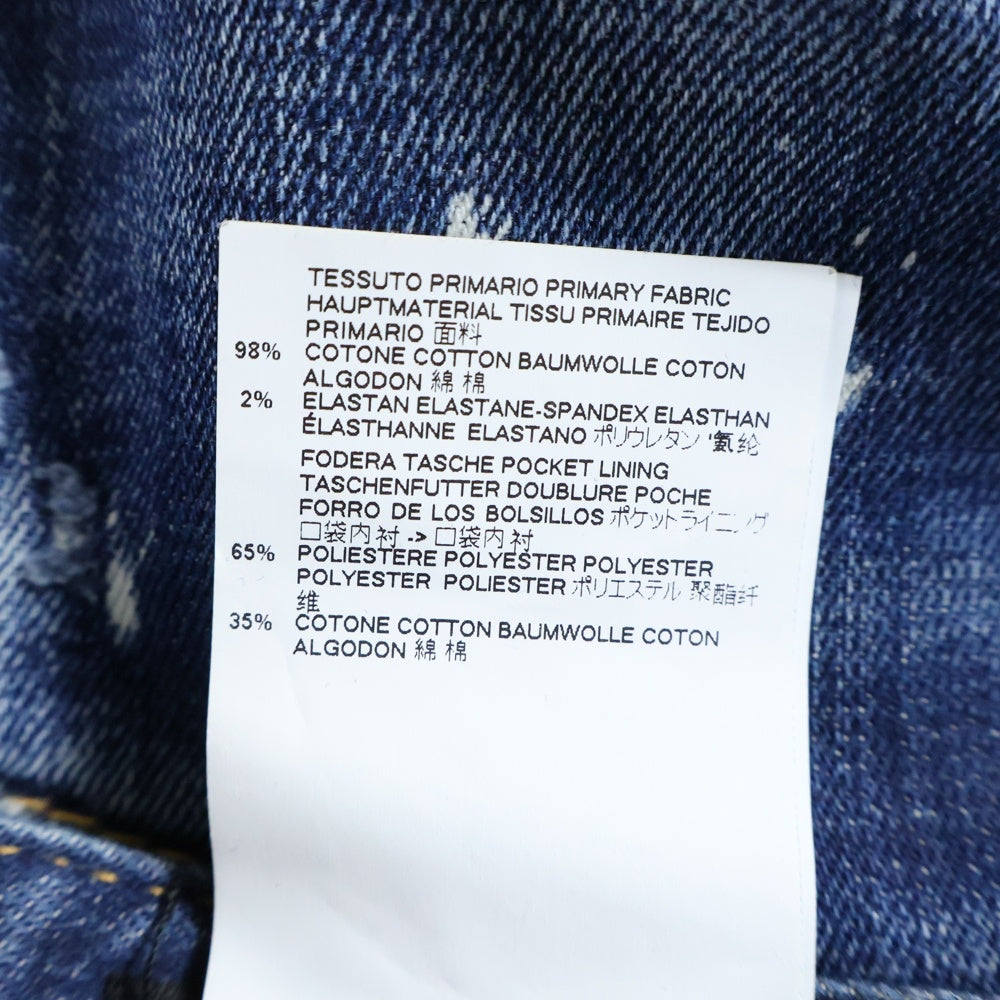 TESSUTO PRIMARIO PRIMARY FABRIC
HAUPTMATERIAL TISSU PRIMAIRE TEJIDO
PRIMARIO 面料
98% COTONE COTTON BAUMWOLLE COTON
ALGODON 綿 棉
2% ELASTAN ELASTANE-SPANDEX ELASTHAN
ÉLASTHANNE ELASTANO ポリウレタン '氨纶
FODERA TASCHE POCKET LINING
TASCHENFUTTER DOUBLURE POCHE
FORRO DE LOS BOLSILLOS ポケットライニング
口袋内衬 -> 口袋内衬
65% POLIESTERE POLYESTER POLYESTER
POLYESTER POLIESTER ポリエステル 聚酯纤
维
35% COTONE COTTON BAUMWOLLE COTON
ALGODON 綿 棉